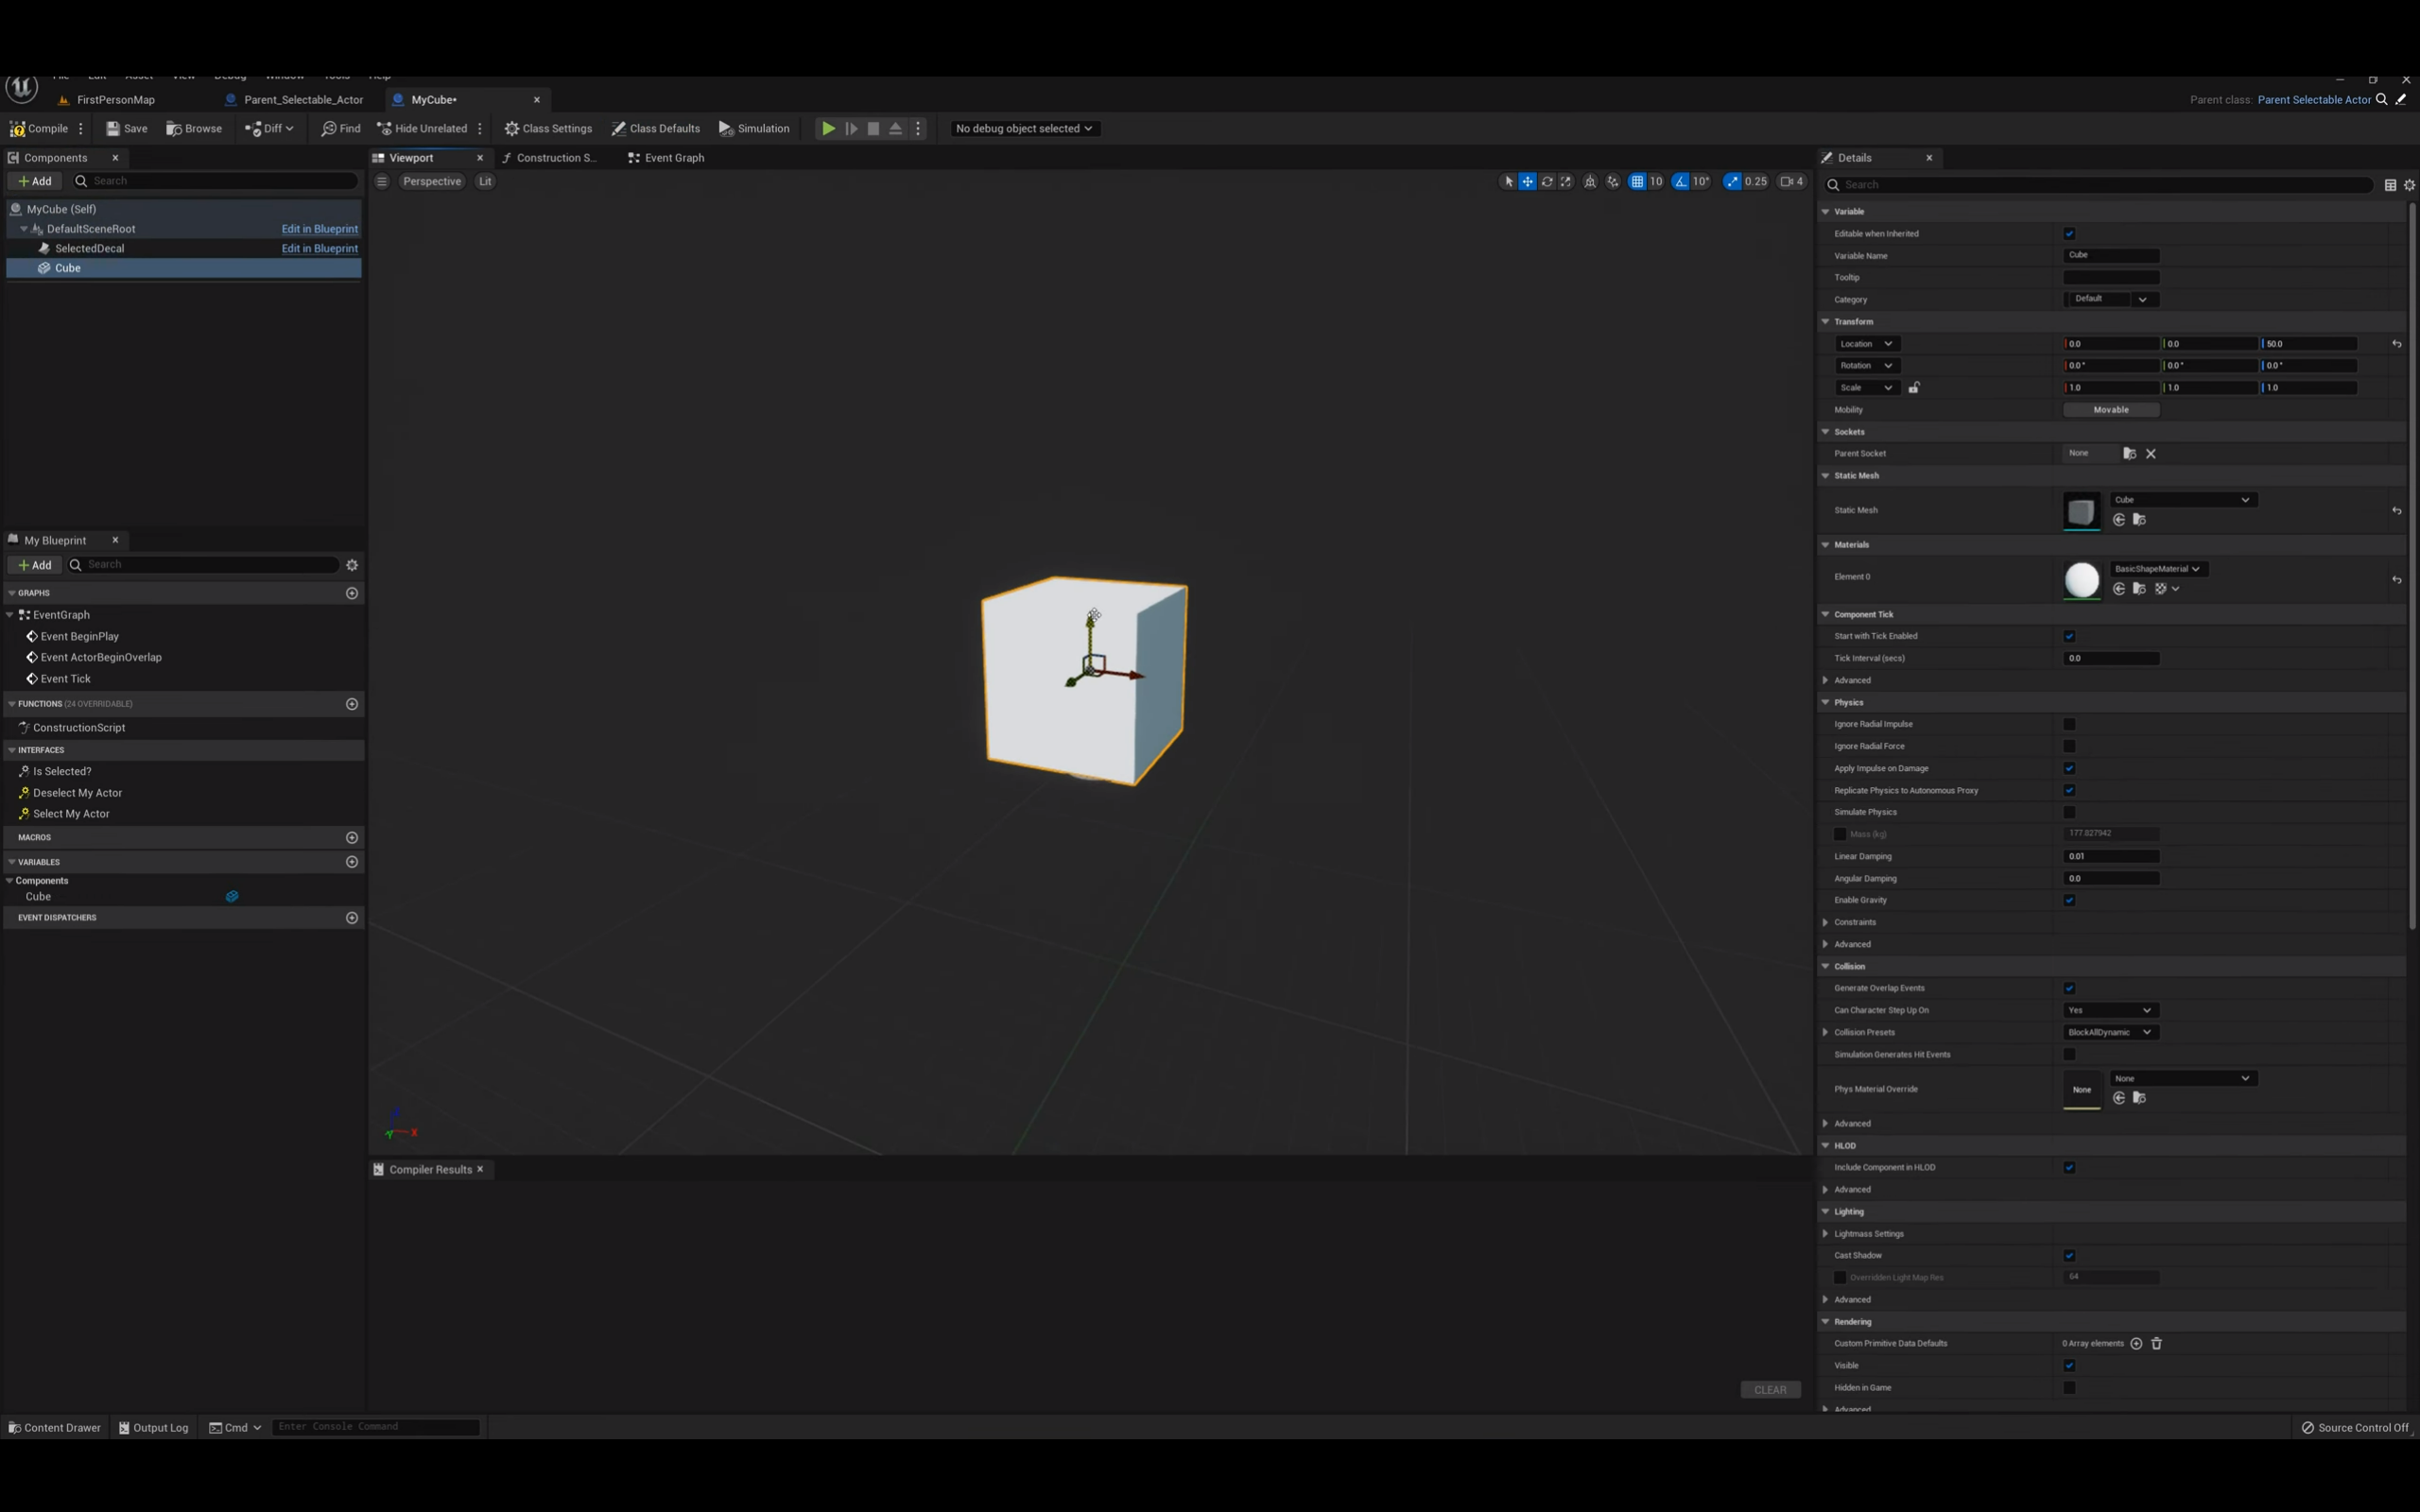 File Edit Asset View Debug Window Tools Help
FirstPersonMap
Parent_Selectable_Actor
MyCube•
Parent class: Parent Selectable Actor
Compile
Save
Browse
Diff
Find
Hide Unrelated
Class Settings
Class Defaults
Simulation
No debug object selected
Components
Add
Search
MyCube (Self)
DefaultSceneRoot Edit in Blueprint
SelectedDecal Edit in Blueprint
Cube
My Blueprint
Add
Search
GRAPHS
EventGraph
Event BeginPlay
Event ActorBeginOverlap
Event Tick
FUNCTIONS (24 OVERRIDABLE)
ConstructionScript
INTERFACES
Is Selected?
Deselect My Actor
Select My Actor
MACROS
VARIABLES
Components
Cube
EVENT DISPATCHERS
Viewport
Construction S...
Event Graph
Perspective
Lit
10
10°
0.25
4
X
Y
Compiler Results
CLEAR
Details
Search
Variable
Editable when Inherited
Variable Name Cube
Tooltip
Category Default
Transform
Location 0.0 0.0 50.0
Rotation 0.0° 0.0° 0.0°
Scale 1.0 1.0 1.0
Mobility Movable
Sockets
Parent Socket None
Static Mesh
Static Mesh Cube
Materials
Element 0 BasicShapeMaterial
Component Tick
Start with Tick Enabled
Tick Interval (secs) 0.0
Advanced
Physics
Ignore Radial Impulse
Ignore Radial Force
Apply Impulse on Damage
Replicate Physics to Autonomous Proxy
Simulate Physics
Mass (kg) 177.827942
Linear Damping 0.01
Angular Damping 0.0
Enable Gravity
Constraints
Advanced
Collision
Generate Overlap Events
Can Character Step Up On Yes
Collision Presets BlockAllDynamic
Simulation Generates Hit Events
Phys Material Override None None
Advanced
HLOD
Include Component in HLOD
Advanced
Lighting
Lightmass Settings
Cast Shadow
Overridden Light Map Res 64
Advanced
Rendering
Custom Primitive Data Defaults 0 Array elements
Visible
Hidden in Game
Advanced
Content Drawer
Output Log
Cmd
Enter Console Command
Source Control Off